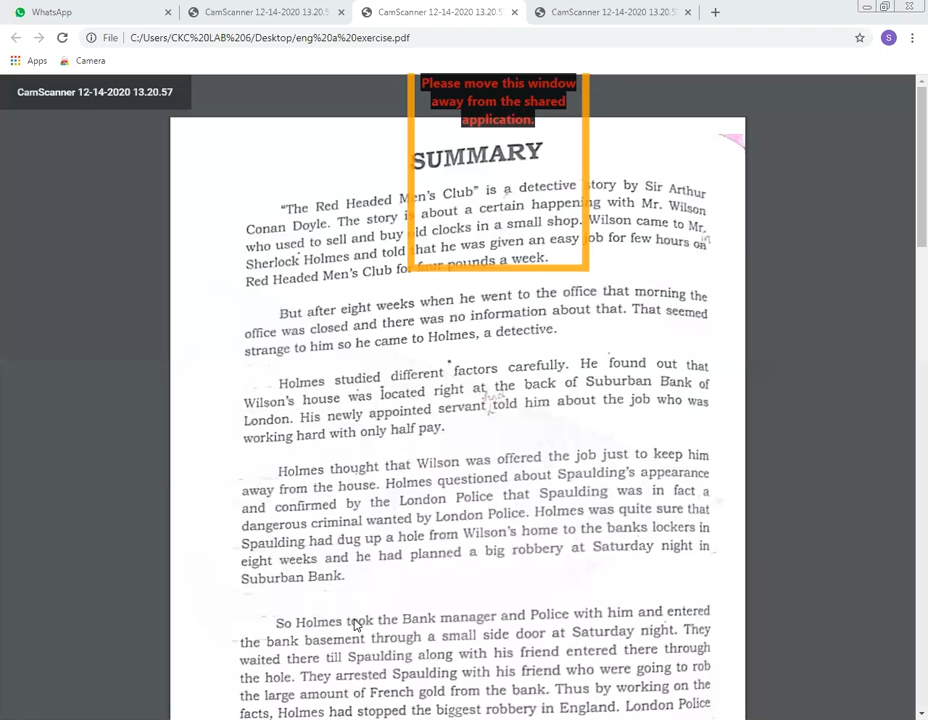 WhatsApp
CamScanner 12-14-2020 13.20.5
CamScanner 12-14-2020 13.20.5
CamScanner 12-14-2020 13.20.5
File C:/Users/CKC%20LAB%206/Desktop/eng%20a%20exercise.pdf
S
Apps Camera
CamScanner 12-14-2020 13.20.57
Please move this window
away from the shared
application.
SUMMARY
"The Red Headed Men's Club" is a detective story by Sir Arthur
Conan Doyle. The story is about a certain happening with Mr. Wilson
who used to sell and buy old clocks in a small shop. Wilson came to Mr.
Sherlock Holmes and told that he was given an easy job for few hours on in
Red Headed Men's Club for four pounds a week.
But after eight weeks when he went to the office that morning the
office was closed and there was no information about that. That seemed
strange to him so he came to Holmes, a detective.
Holmes studied different factors carefully. He found out that
Wilson's house was located right at the back of Suburban Bank of
London. His newly appointed servant had told him about the job who was
working hard with only half pay.
Holmes thought that Wilson was offered the job just to keep him
away from the house. Holmes questioned about Spaulding's appearance
and confirmed by the London Police that Spaulding was in fact a
dangerous criminal wanted by London Police. Holmes was quite sure that
Spaulding had dug up a hole from Wilson's home to the banks lockers in
eight weeks and he had planned a big robbery at Saturday night in
Suburban Bank.
So Holmes took the Bank manager and Police with him and entered
the bank basement through a small side door at Saturday night. They
waited there till Spaulding along with his friend entered there through
the hole. They arrested Spaulding with his friend who were going to rob
the large amount of French gold from the bank. Thus by working on the
facts, Holmes had stopped the biggest robbery in England. London Police